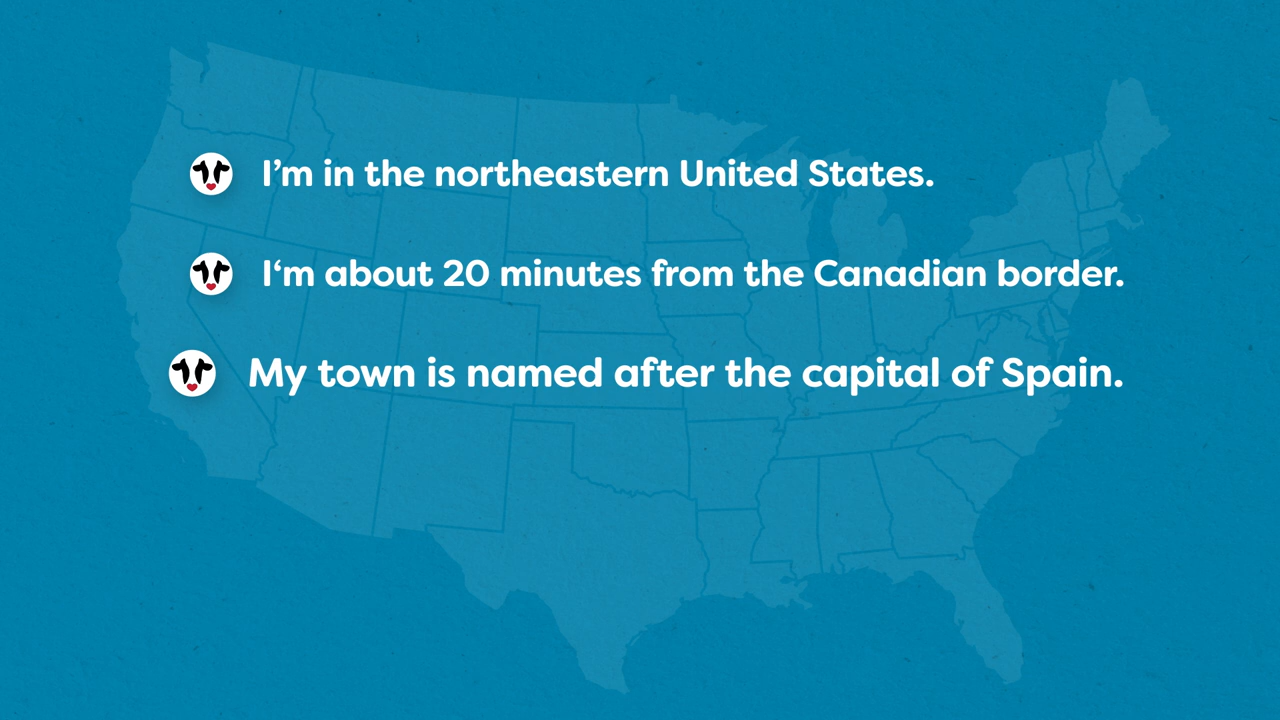 I’m in the northeastern United States.
I‘m about 20 minutes from the Canadian border.
My town is named after the capital of Spain.